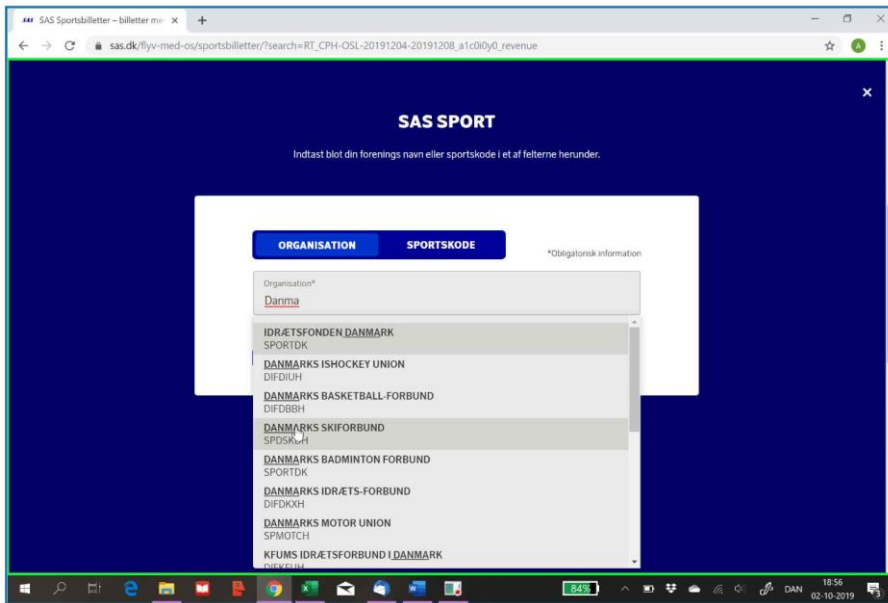 SAS SAS Sportsbilletter – billetter me
sas.dk/flyv-med-os/sportsbilletter/?search=RT_CPH-OSL-20191204-20191208_a1c0i0y0_revenue
A
SAS SPORT
Indtast blot din forenings navn eller sportskode i et af felterne herunder.
ORGANISATION SPORTSKODE
*Obligatorisk information
Organisation*
Danma
IDRÆTSFONDEN DANMARK
SPORTDK
DANMARKS ISHOCKEY UNION
DIFDIUH
DANMARKS BASKETBALL-FORBUND
DIFDBBH
DANMARKS SKIFORBUND
DANMARKS BADMINTON FORBUND
SPORTDK
DANMARKS IDRÆTS-FORBUND
DIFDKXH
DANMARKS MOTOR UNION
SPMOTCH
KFUMS IDRÆTSFORBUND I DANMARK
84%
DAN
18:56
02-10-2019